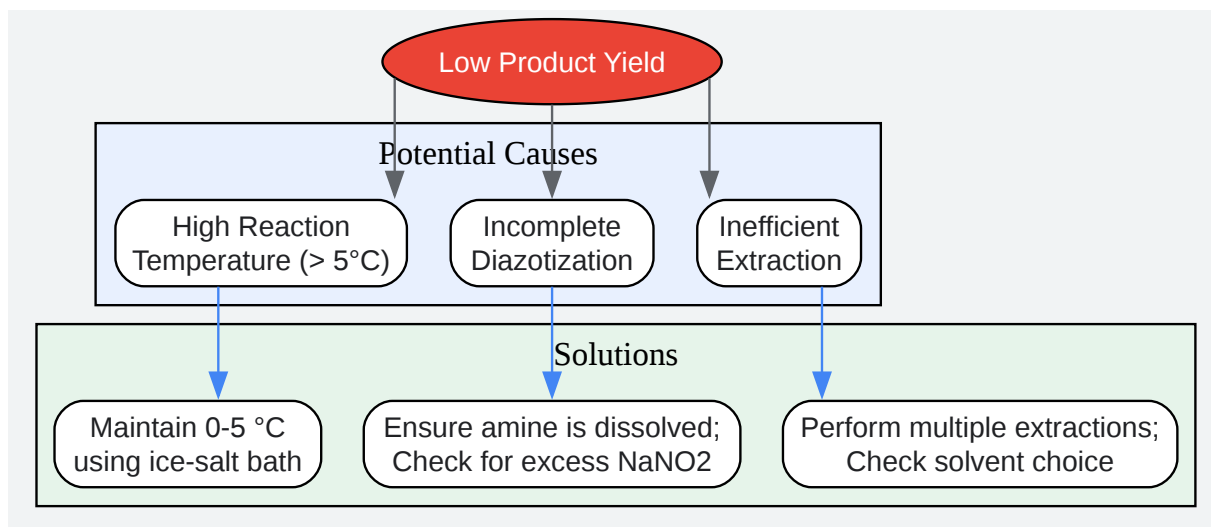 Low Product Yield
Potential Causes
High Reaction
Temperature (> 5°C)
Incomplete
Diazotization
Inefficient
Extraction
Solutions
Maintain 0-5 °C
using ice-salt bath
Ensure amine is dissolved;
Check for excess NaNO2
Perform multiple extractions;
Check solvent choice